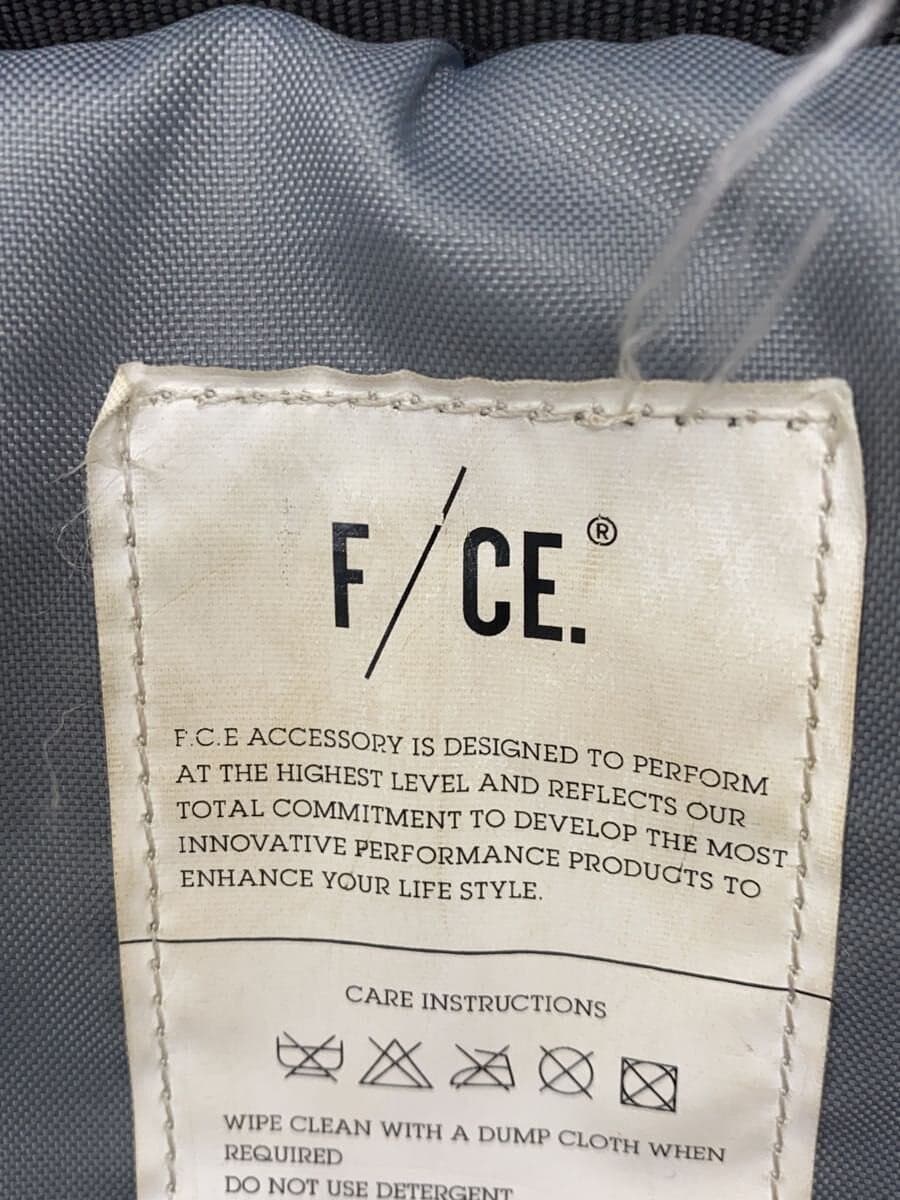 F/CE.®
F.C.E ACCESSORY IS DESIGNED TO PERFORM
AT THE HIGHEST LEVEL AND REFLECTS OUR
TOTAL COMMITMENT TO DEVELOP THE MOST
INNOVATIVE PERFORMANCE PRODUCTS TO
ENHANCE YOUR LIFE STYLE.
CARE INSTRUCTIONS
WIPE CLEAN WITH A DUMP CLOTH WHEN
REQUIRED
DO NOT USE DETERGENT